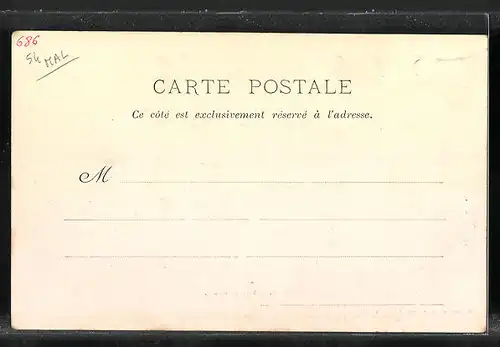 686
54 MAL
CARTE POSTALE
Ce côté est exclusivement réservé à l'adresse.
M